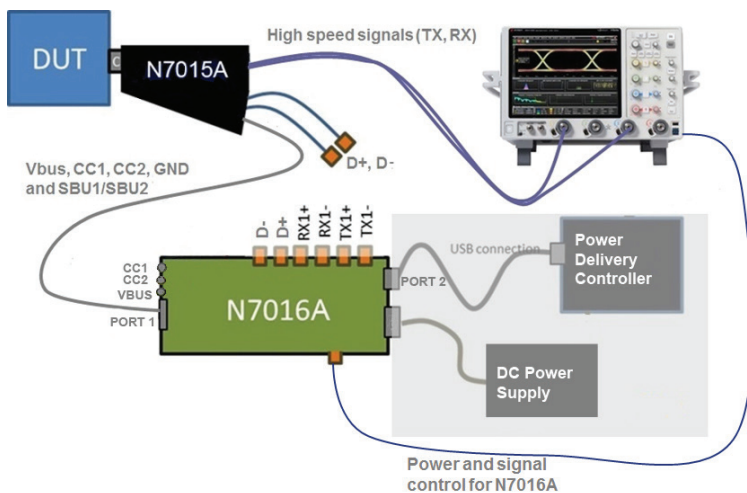 DUT
C
N7015A
High speed signals (TX, RX)
D+, D-
Vbus, CC1, CC2, GND
and SBU1/SBU2
D-
D+
RX1+
RX1-
TX1+
TX1-
CC1
CC2
VBUS
PORT 1
N7016A
PORT 2
USB connection
Power
Delivery
Controller
DC Power
Supply
Power and signal
control for N7016A